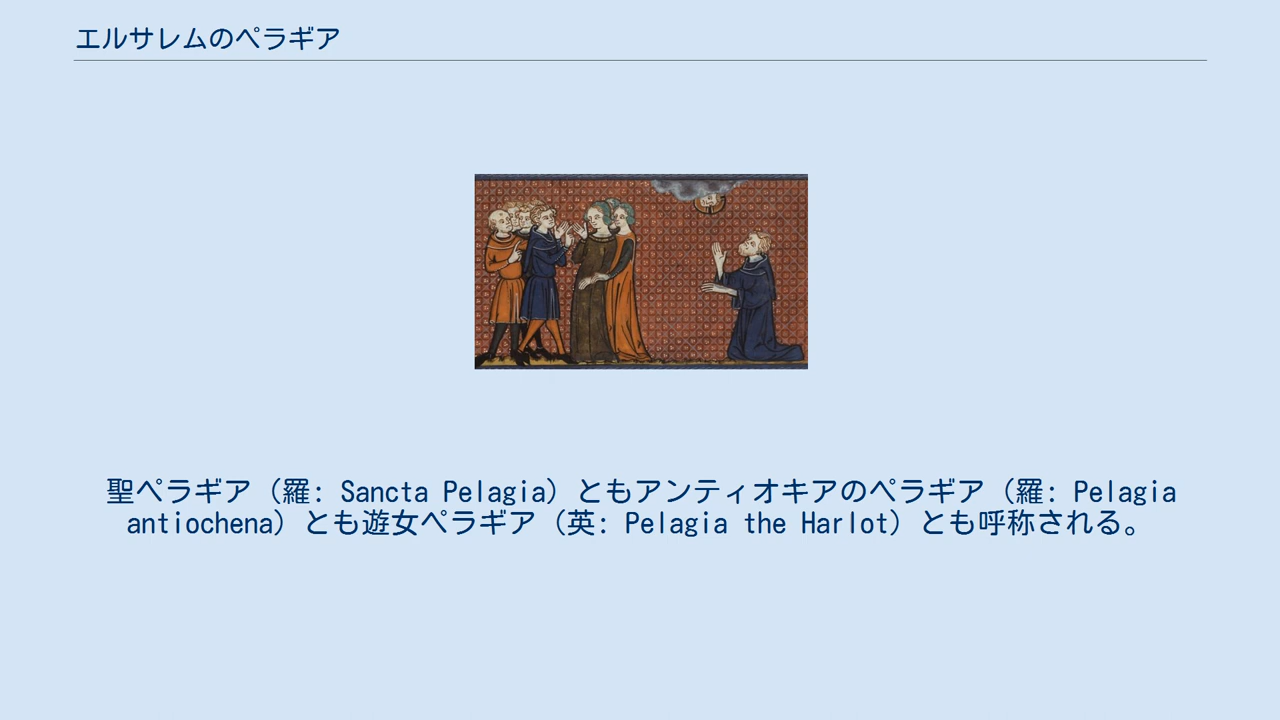 エルサレムのペラギア
聖ペラギア（羅: Sancta Pelagia）ともアンティオキアのペラギア（羅: Pelagia
antiochena）とも遊女ペラギア（英: Pelagia the Harlot）とも呼称される。